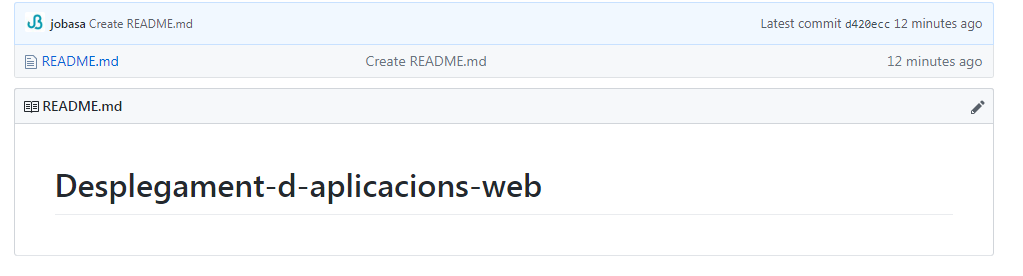 jobasa Create README.md Latest commit d420ecc 12 minutes ago
README.md Create README.md 12 minutes ago
README.md
Desplegament-d-aplicacions-web